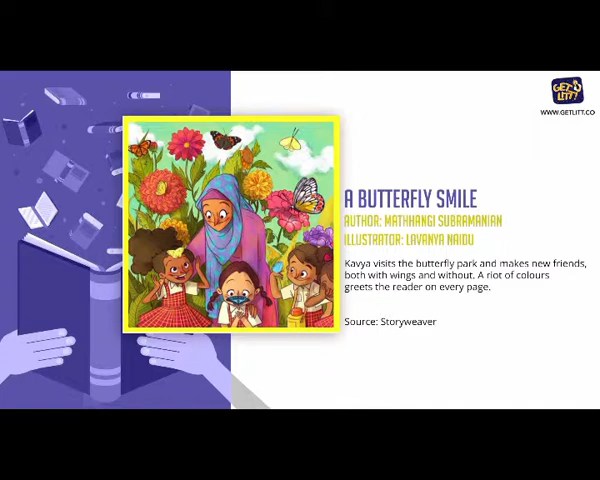 GET LITT!
WWW.GETLITT.CO
A BUTTERFLY SMILE
AUTHOR: MATHHANGI SUBRAMANIAN
ILLUSTRATOR: LAVANYA NAIDU
Kavya visits the butterfly park and makes new friends,
both with wings and without. A riot of colours
greets the reader on every page.
Source: Storyweaver